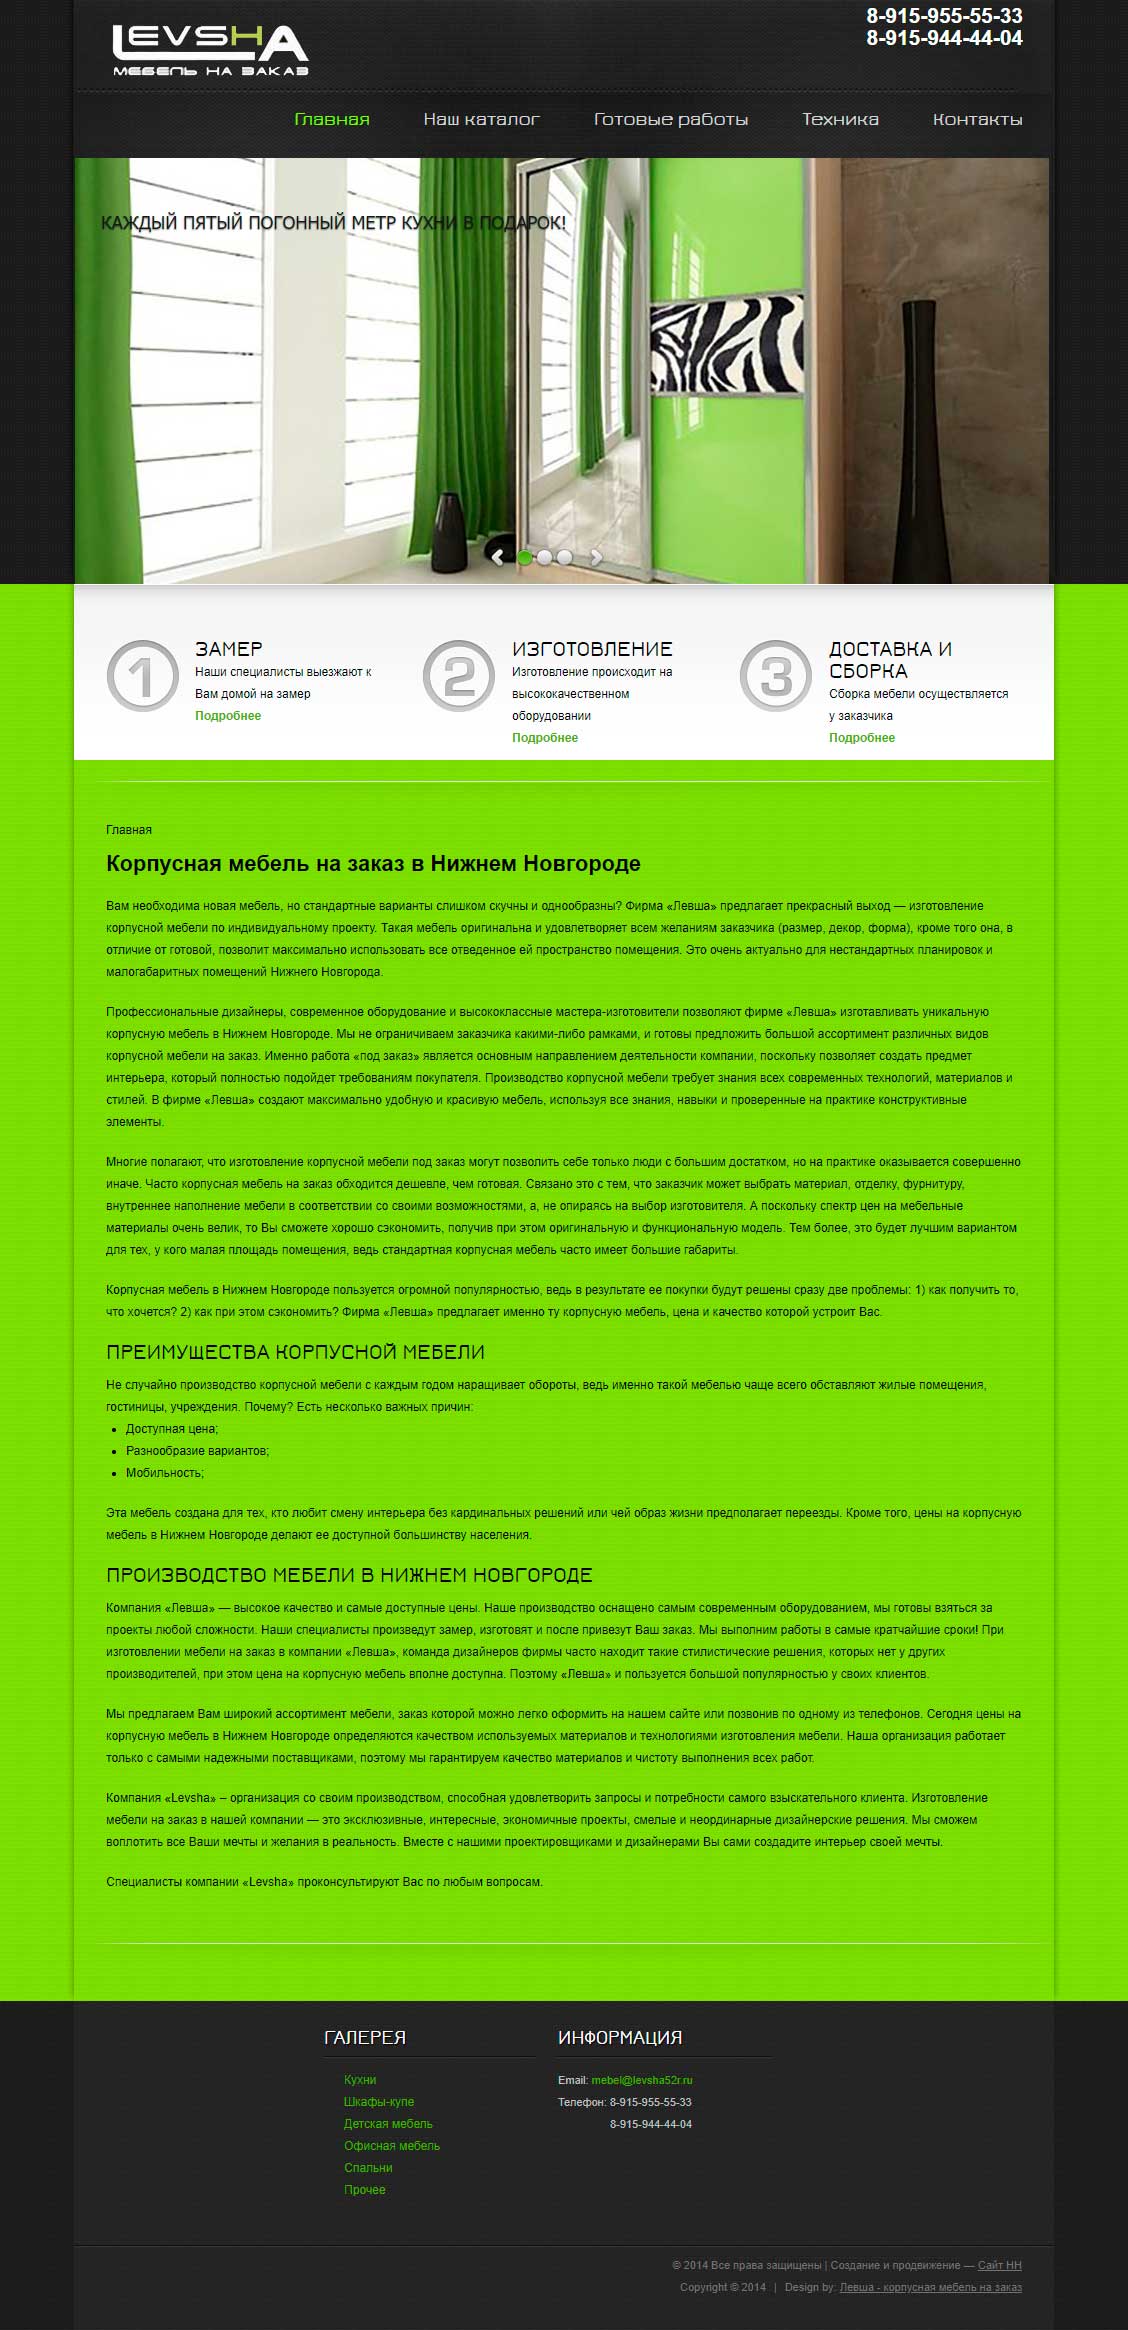 LEVSHA
МЕБЕЛЬ НА ЗАКАЗ
8-915-955-55-33
8-915-944-44-04
Главная
Наш каталог
Готовые работы
Техника
Контакты
КАЖДЫЙ ПЯТЫЙ ПОГОННЫЙ МЕТР КУХНИ В ПОДАРОК!
1
ЗАМЕР
Наши специалисты выезжают к
Вам домой на замер
Подробнее
2
ИЗГОТОВЛЕНИЕ
Изготовление происходит на
высококачественном
оборудовании
Подробнее
3
ДОСТАВКА И
СБОРКА
Сборка мебели осуществляется
у заказчика
Подробнее
Главная
Корпусная мебель на заказ в Нижнем Новгороде
Вам необходима новая мебель, но стандартные варианты слишком скучны и однообразны? Фирма «Левша» предлагает прекрасный выход — изготовление
корпусной мебели по индивидуальному проекту. Такая мебель оригинальна и удовлетворяет всем желаниям заказчика (размер, декор, форма), кроме того она, в
отличие от готовой, позволит максимально использовать все отведенное ей пространство помещения. Это очень актуально для нестандартных планировок и
малогабаритных помещений Нижнего Новгорода.
Профессиональные дизайнеры, современное оборудование и высококлассные мастера-изготовители позволяют фирме «Левша» изготавливать уникальную
корпусную мебель в Нижнем Новгороде. Мы не ограничиваем заказчика какими-либо рамками, и готовы предложить большой ассортимент различных видов
корпусной мебели на заказ. Именно работа «под заказ» является основным направлением деятельности компании, поскольку позволяет создать предмет
интерьера, который полностью подойдет требованиям покупателя. Производство корпусной мебели требует знания всех современных технологий, материалов и
стилей. В фирме «Левша» создают максимально удобную и красивую мебель, используя все знания, навыки и проверенные на практике конструктивные
элементы.
Многие полагают, что изготовление корпусной мебели под заказ могут позволить себе только люди с большим достатком, но на практике оказывается совершенно
иначе. Часто корпусная мебель на заказ обходится дешевле, чем готовая. Связано это с тем, что заказчик может выбрать материал, отделку, фурнитуру,
внутреннее наполнение мебели в соответствии со своими возможностями, а, не опираясь на выбор изготовителя. А поскольку спектр цен на мебельные
материалы очень велик, то Вы сможете хорошо сэкономить, получив при этом оригинальную и функциональную модель. Тем более, это будет лучшим вариантом
для тех, у кого малая площадь помещения, ведь стандартная корпусная мебель часто имеет большие габариты.
Корпусная мебель в Нижнем Новгороде пользуется огромной популярностью, ведь в результате ее покупки будут решены сразу две проблемы: 1) как получить то,
что хочется? 2) как при этом сэкономить? Фирма «Левша» предлагает именно ту корпусную мебель, цена и качество которой устроит Вас.
ПРЕИМУЩЕСТВА КОРПУСНОЙ МЕБЕЛИ
Не случайно производство корпусной мебели с каждым годом наращивает обороты, ведь именно такой мебелью чаще всего обставляют жилые помещения,
гостиницы, учреждения. Почему? Есть несколько важных причин:
• Доступная цена;
• Разнообразие вариантов;
• Мобильность;
Эта мебель создана для тех, кто любит смену интерьера без кардинальных решений или чей образ жизни предполагает переезды. Кроме того, цены на корпусную
мебель в Нижнем Новгороде делают ее доступной большинству населения.
ПРОИЗВОДСТВО МЕБЕЛИ В НИЖНЕМ НОВГОРОДЕ
Компания «Левша» — высокое качество и самые доступные цены. Наше производство оснащено самым современным оборудованием, мы готовы взяться за
проекты любой сложности. Наши специалисты произведут замер, изготовят и после привезут Ваш заказ. Мы выполним работы в самые кратчайшие сроки! При
изготовлении мебели на заказ в компании «Левша», команда дизайнеров фирмы часто находит такие стилистические решения, которых нет у других
производителей, при этом цена на корпусную мебель вполне доступна. Поэтому «Левша» и пользуется большой популярностью у своих клиентов.
Мы предлагаем Вам широкий ассортимент мебели, заказ которой можно легко оформить на нашем сайте или позвонив по одному из телефонов. Сегодня цены на
корпусную мебель в Нижнем Новгороде определяются качеством используемых материалов и технологиями изготовления мебели. Наша организация работает
только с самыми надежными поставщиками, поэтому мы гарантируем качество материалов и чистоту выполнения всех работ.
Компания «Levsha» – организация со своим производством, способная удовлетворить запросы и потребности самого взыскательного клиента. Изготовление
мебели на заказ в нашей компании — это эксклюзивные, интересные, экономичные проекты, смелые и неординарные дизайнерские решения. Мы сможем
воплотить все Ваши мечты и желания в реальность. Вместе с нашими проектировщиками и дизайнерами Вы сами создадите интерьер своей мечты.
Специалисты компании «Levsha» проконсультируют Вас по любым вопросам.
ГАЛЕРЕЯ
Кухни
Шкафы-купе
Детская мебель
Офисная мебель
Спальни
Прочее
ИНФОРМАЦИЯ
Email: mebel@levsha52r.ru
Телефон: 8-915-955-55-33
8-915-944-44-04
© 2014 Все права защищены | Создание и продвижение — Сайт НН
Copyright © 2014 | Design by: Левша - корпусная мебель на заказ